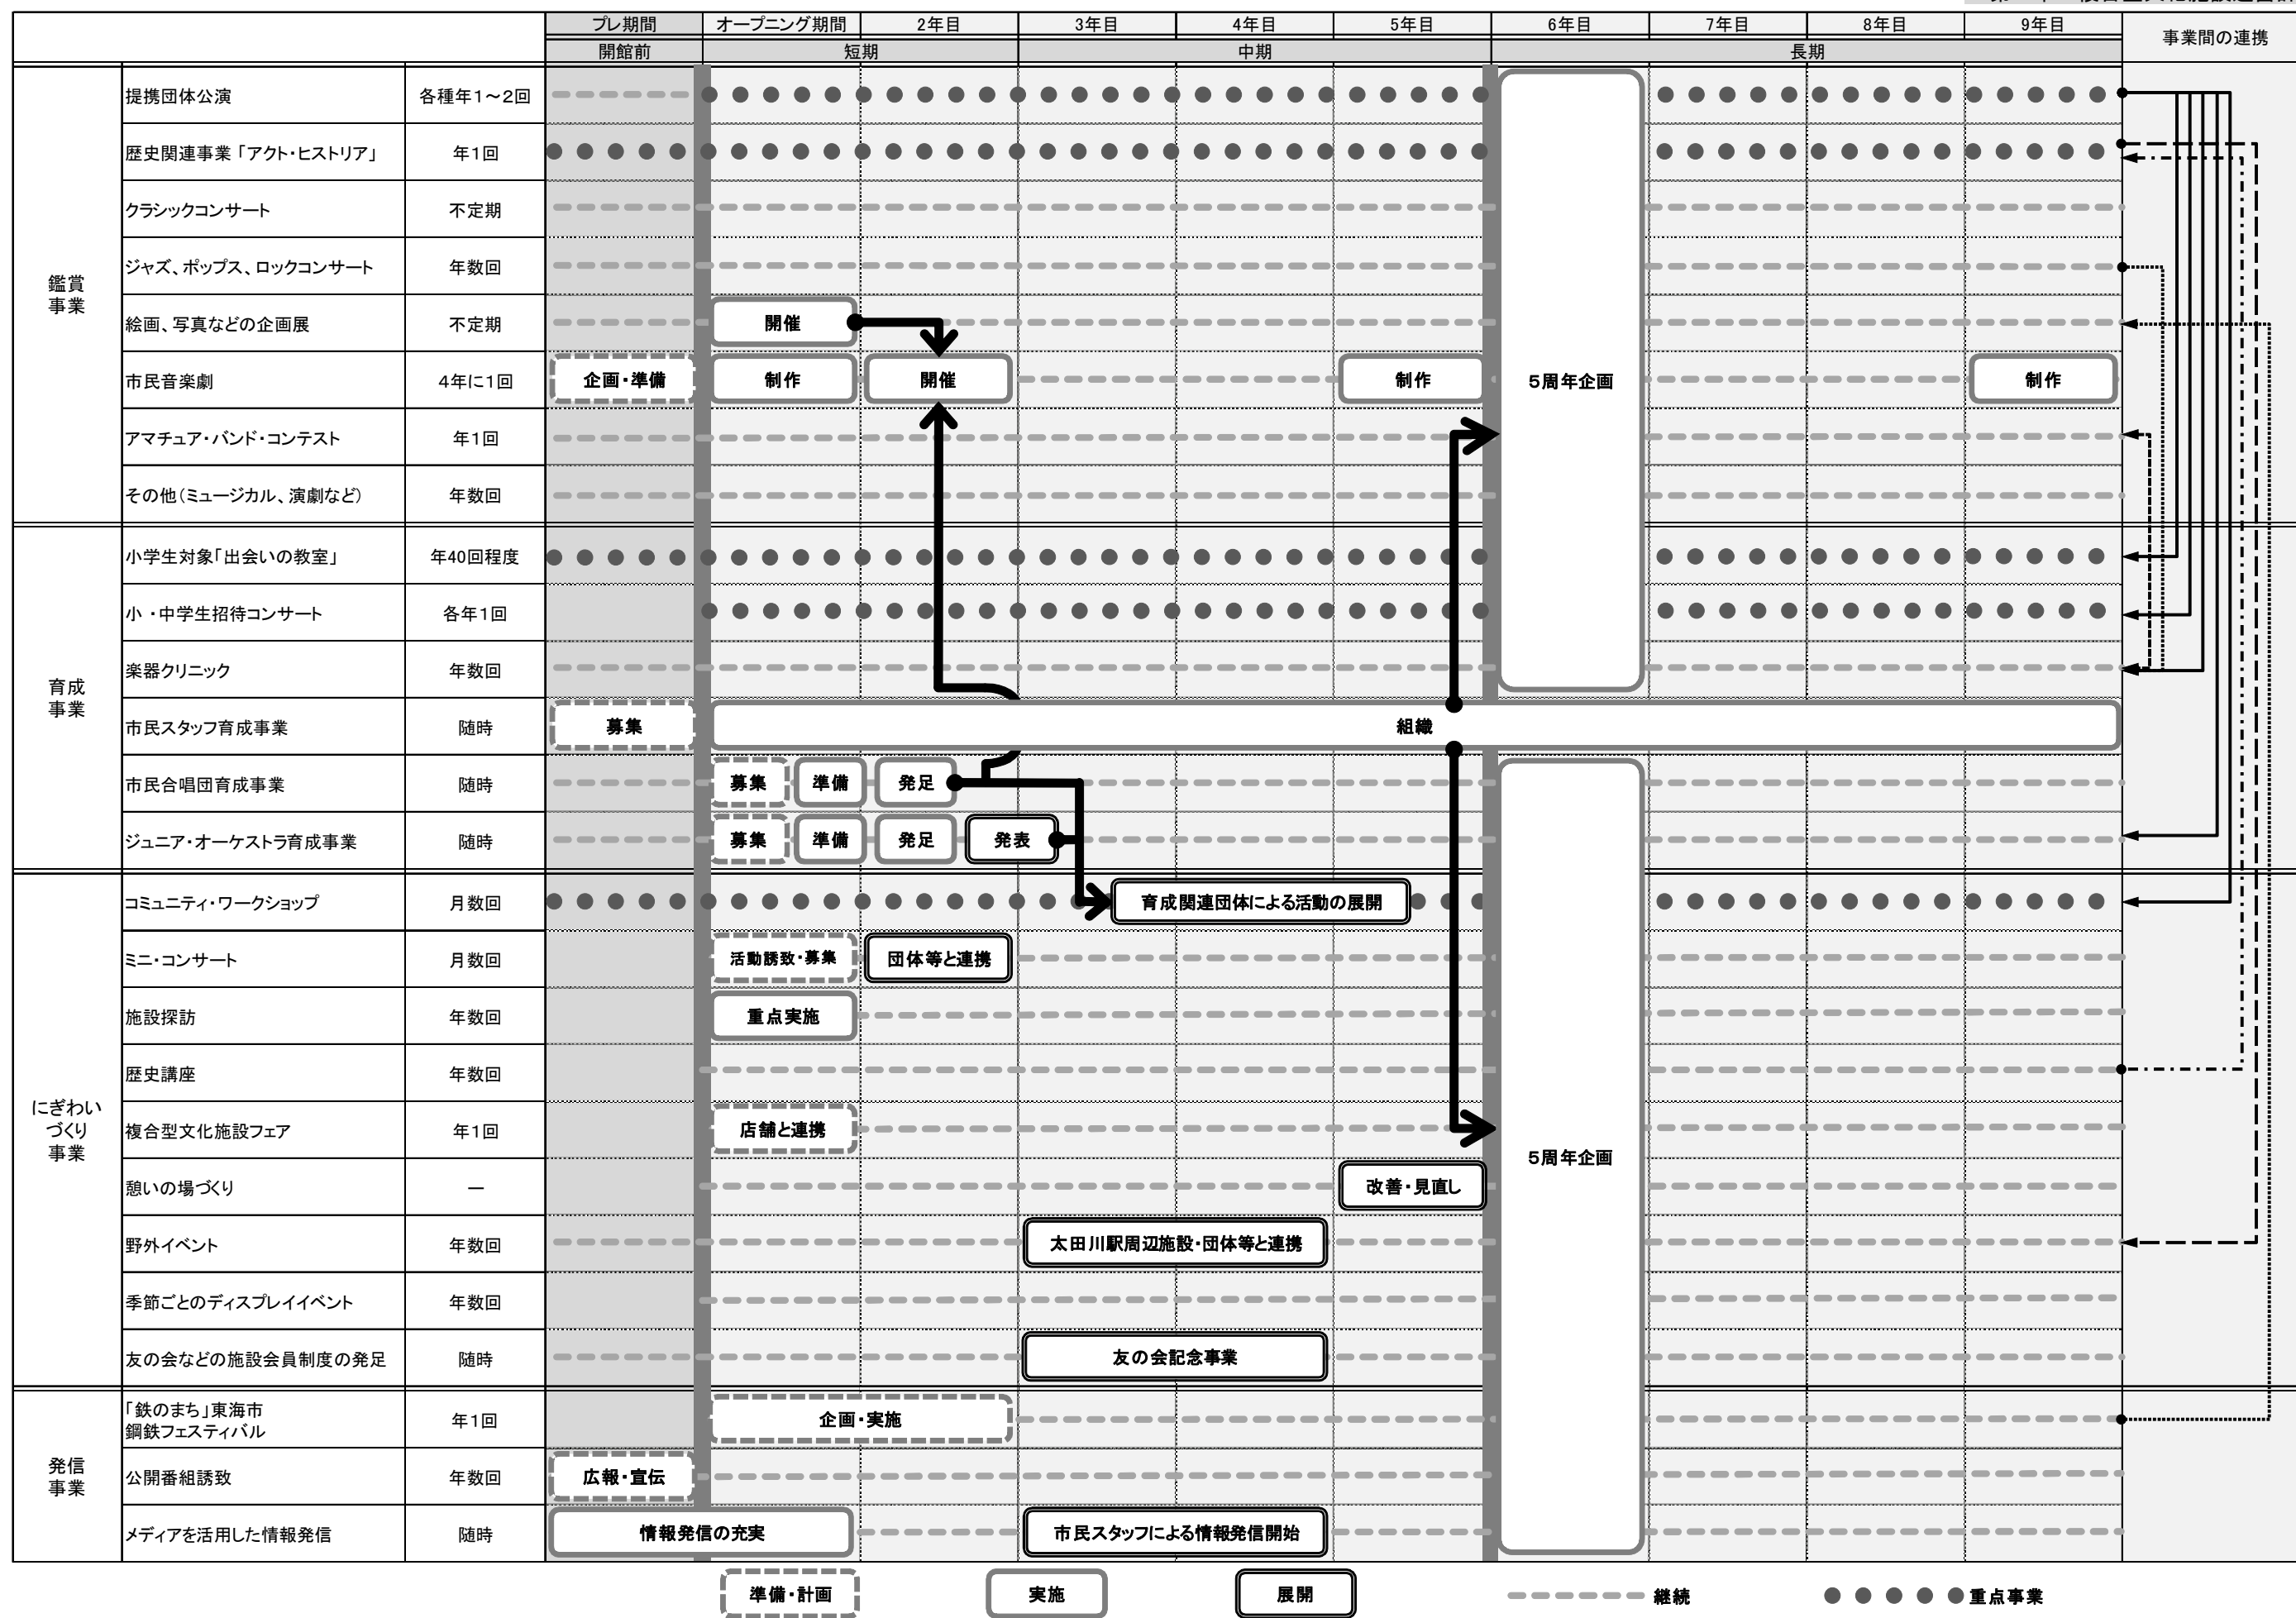 プレ期間 オープニング期間 2年目 3年目 4年目 5年目 6年目 7年目 8年目 9年目 事業間の連携
開館前 短期 中期 長期
鑑賞
事業
提携団体公演 各種年1～2回
歴史関連事業「アクト・ヒストリア」 年1回
クラシックコンサート 不定期
ジャズ、ポップス、ロックコンサート 年数回
絵画、写真などの企画展 不定期 開催
市民音楽劇 4年に1回 企画・準備 制作 開催 制作 5周年企画 制作
アマチュア・バンド・コンテスト 年1回
その他(ミュージカル、演劇など) 年数回
育成
事業
小学生対象「出会いの教室」 年40回程度
小・中学生招待コンサート 各年1回
楽器クリニック 年数回
市民スタッフ育成事業 随時 募集 組織
市民合唱団育成事業 随時 募集 準備 発足
ジュニア・オーケストラ育成事業 随時 募集 準備 発足 発表
にぎわい
づくり
事業
コミュニティ・ワークショップ 月数回 育成関連団体による活動の展開
ミニ・コンサート 月数回 活動誘致・募集 団体等と連携
施設探訪 年数回 重点実施
歴史講座 年数回
複合型文化施設フェア 年1回 店舗と連携
5周年企画
憩いの場づくり ― 改善・見直し
野外イベント 年数回 太田川駅周辺施設・団体等と連携
季節ごとのディスプレイイベント 年数回
友の会などの施設会員制度の発足 随時 友の会記念事業
発信
事業
「鉄のまち」東海市
鋼鉄フェスティバル 年1回 企画・実施
公開番組誘致 年数回 広報・宣伝
メディアを活用した情報発信 随時 情報発信の充実 市民スタッフによる情報発信開始
準備・計画 実施 展開 継続 重点事業